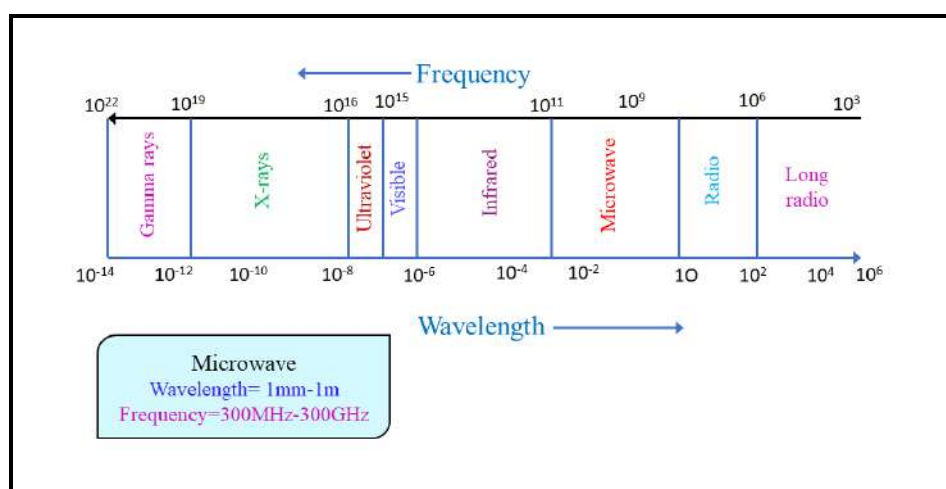 Frequency
10²² 10¹⁹ 10¹⁶ 10¹⁵ 10¹¹ 10⁹ 10⁶ 10³
Gamma rays
X-rays
Ultraviolet
Visible
Infrared
Microwave
Radio
Long
radio
10⁻¹⁴ 10⁻¹² 10⁻¹⁰ 10⁻⁸ 10⁻⁶ 10⁻⁴ 10⁻² 10 10² 10⁴ 10⁶
Wavelength
Microwave
Wavelength= 1mm-1m
Frequency=300MHz-300GHz